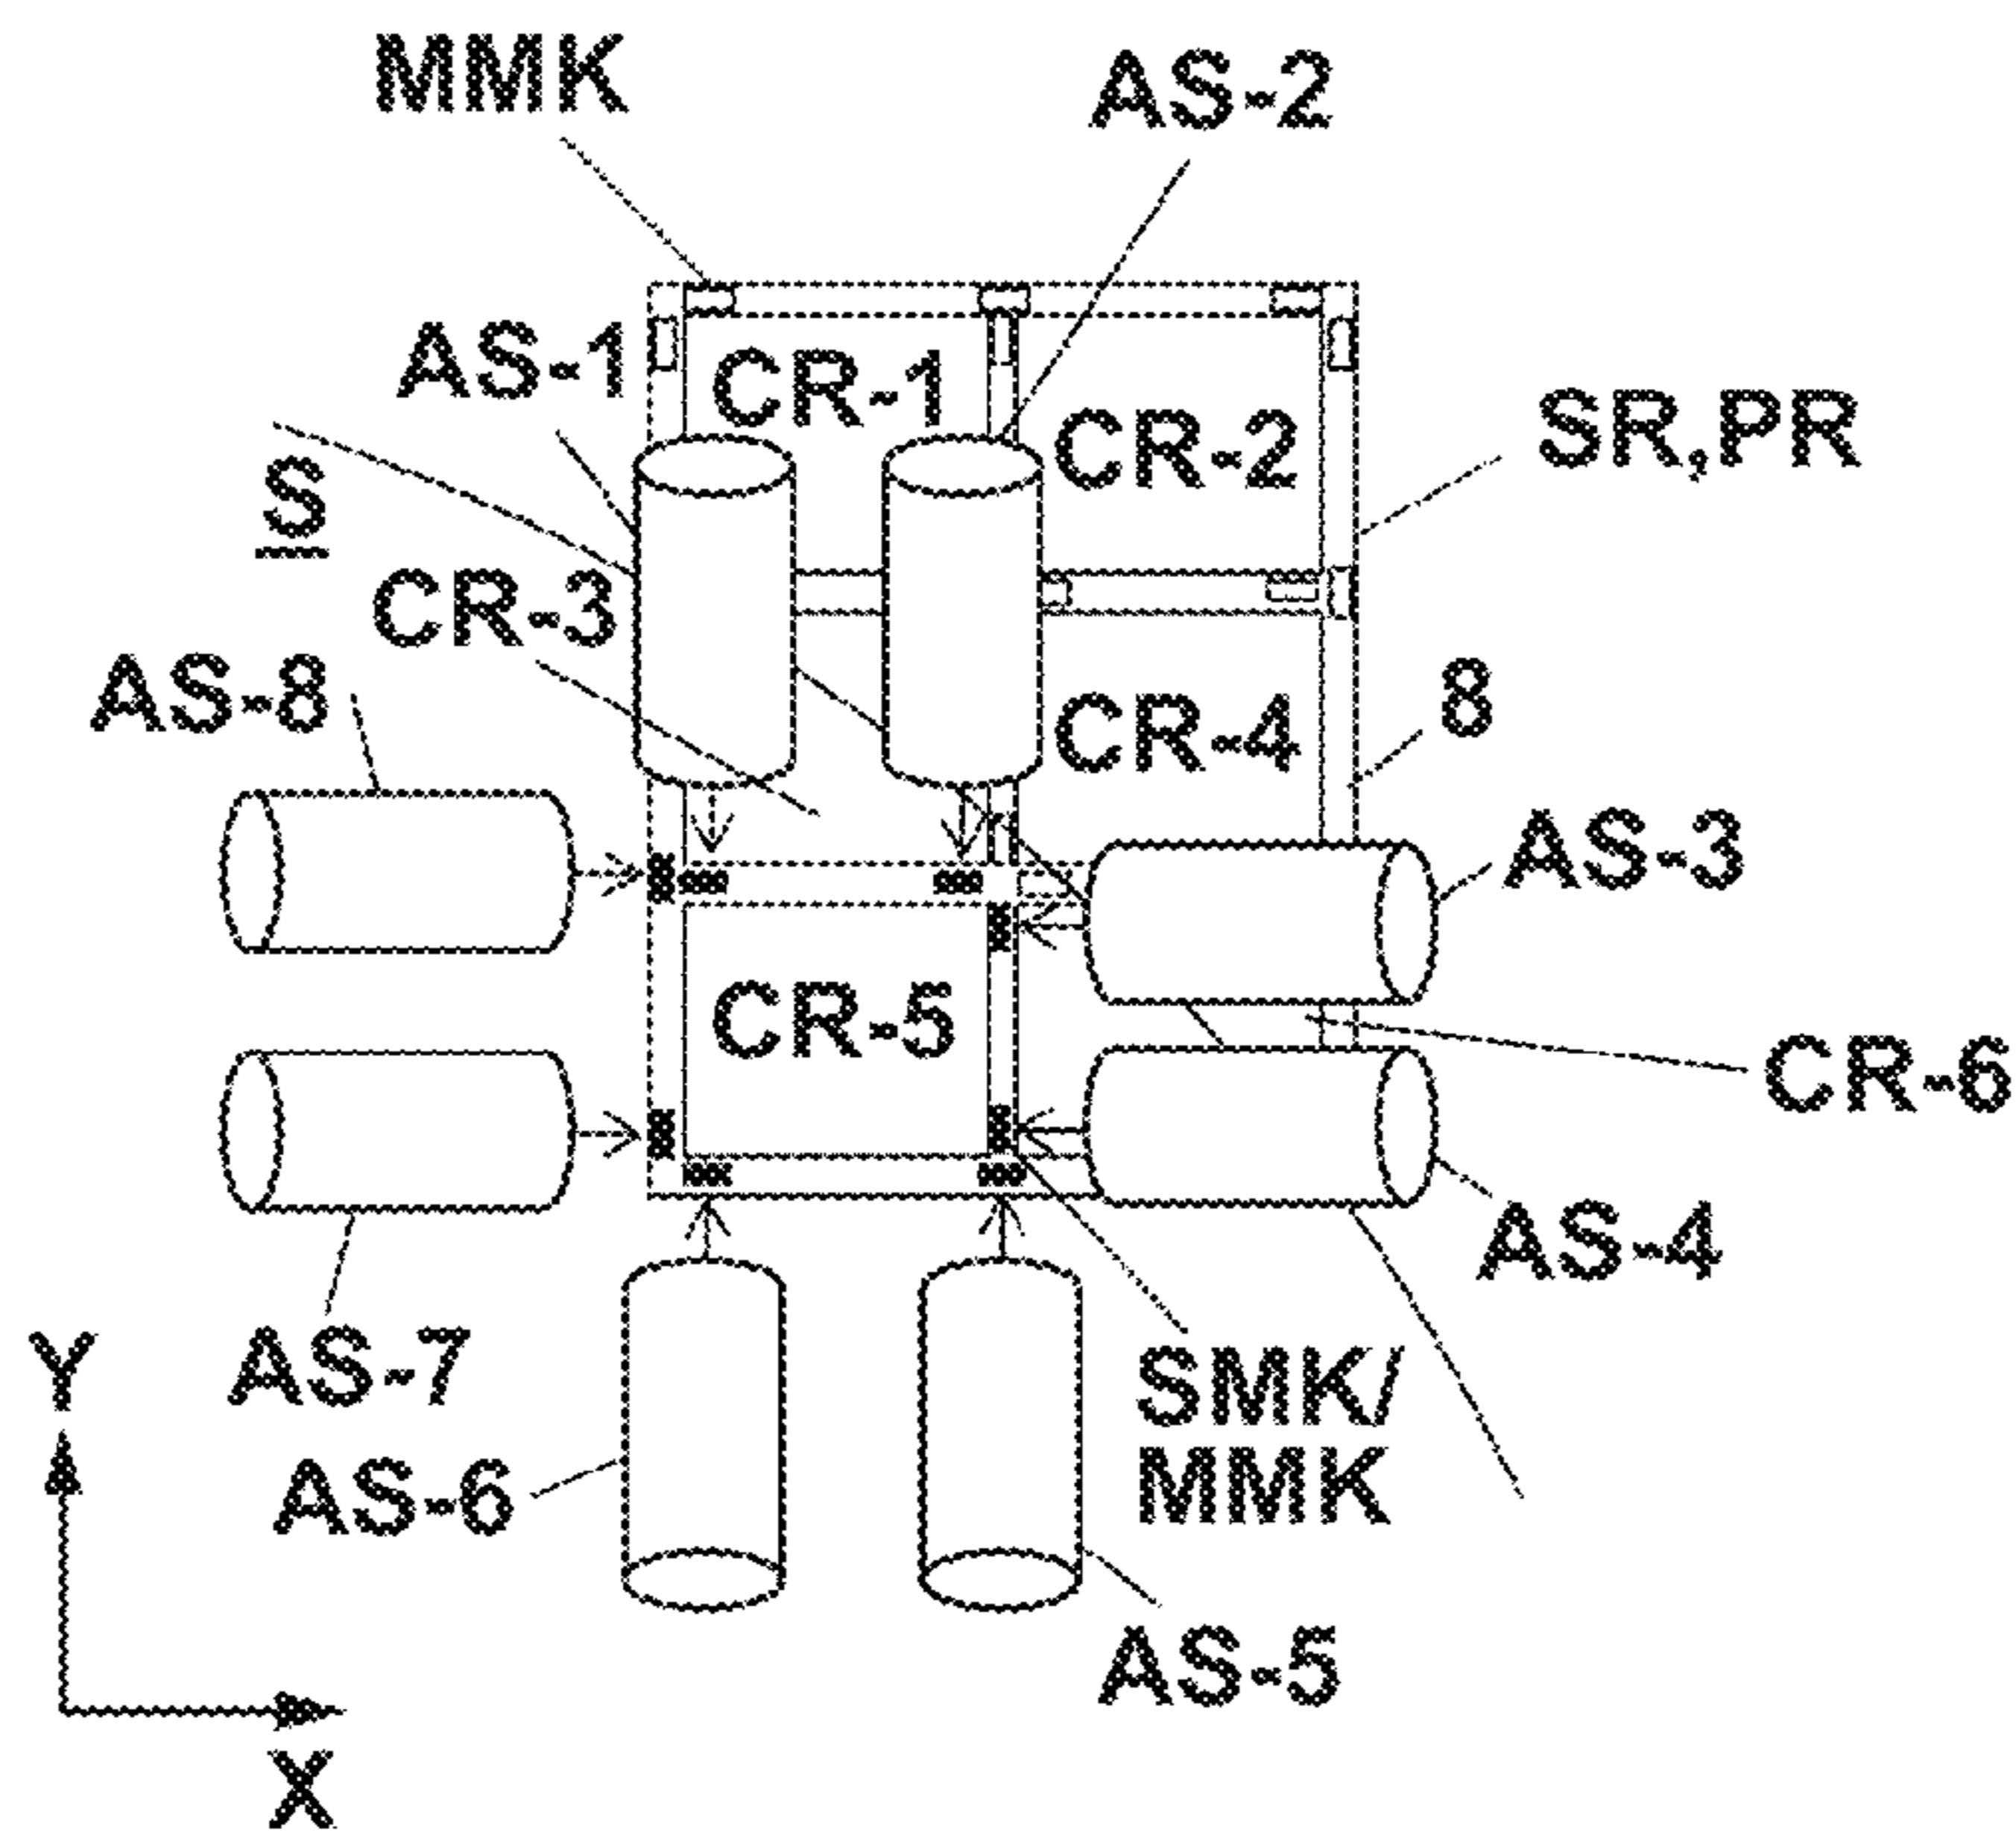 MMK
AS-2
AS-1
CR-1
CR-2
SR,PR
S
CR-3
AS-8
CR-4
8
AS-3
CR-5
CR-6
AS-4
AS-7
SMK/
MMK
AS-6
AS-5
Y
X